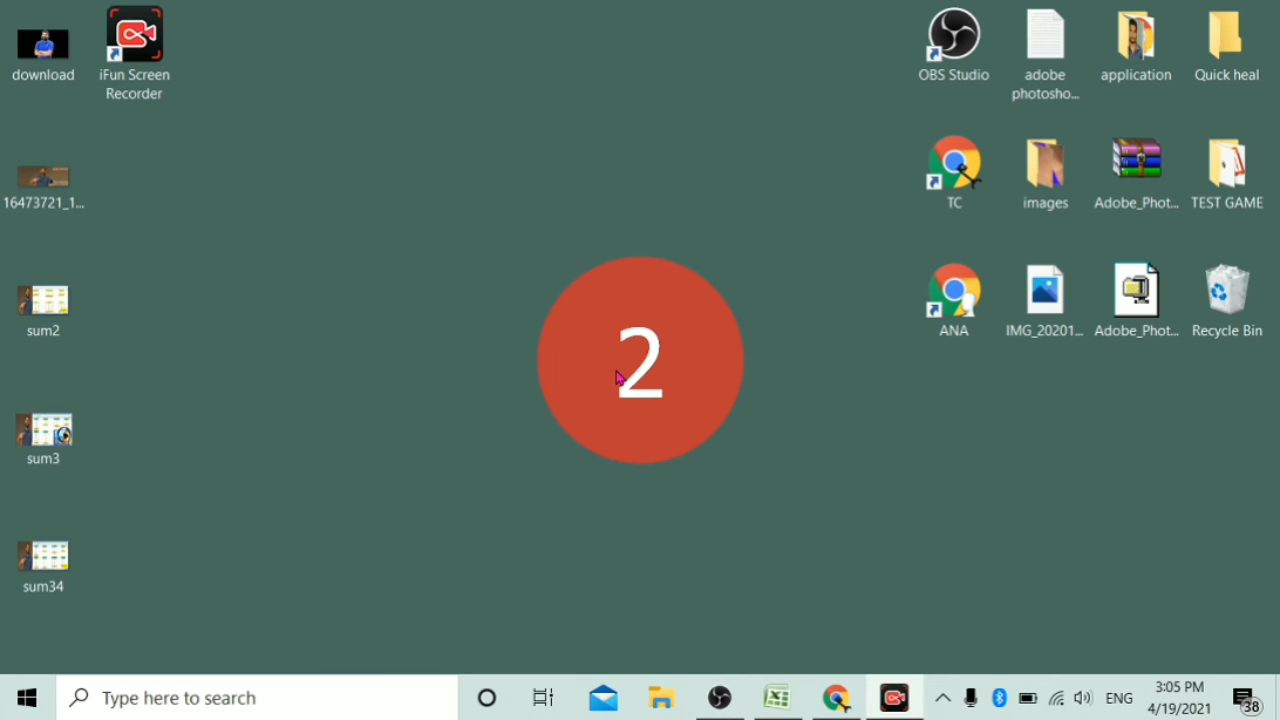 download
iFun Screen
Recorder
OBS Studio
adobe
photosho...
application
Quick heal
16473721_1...
TC
images
Adobe_Phot...
TEST GAME
sum2
ANA
IMG_20201...
Adobe_Phot...
Recycle Bin
2
sum3
sum34
Type here to search
ENG
3:05 PM
4/19/2021
38